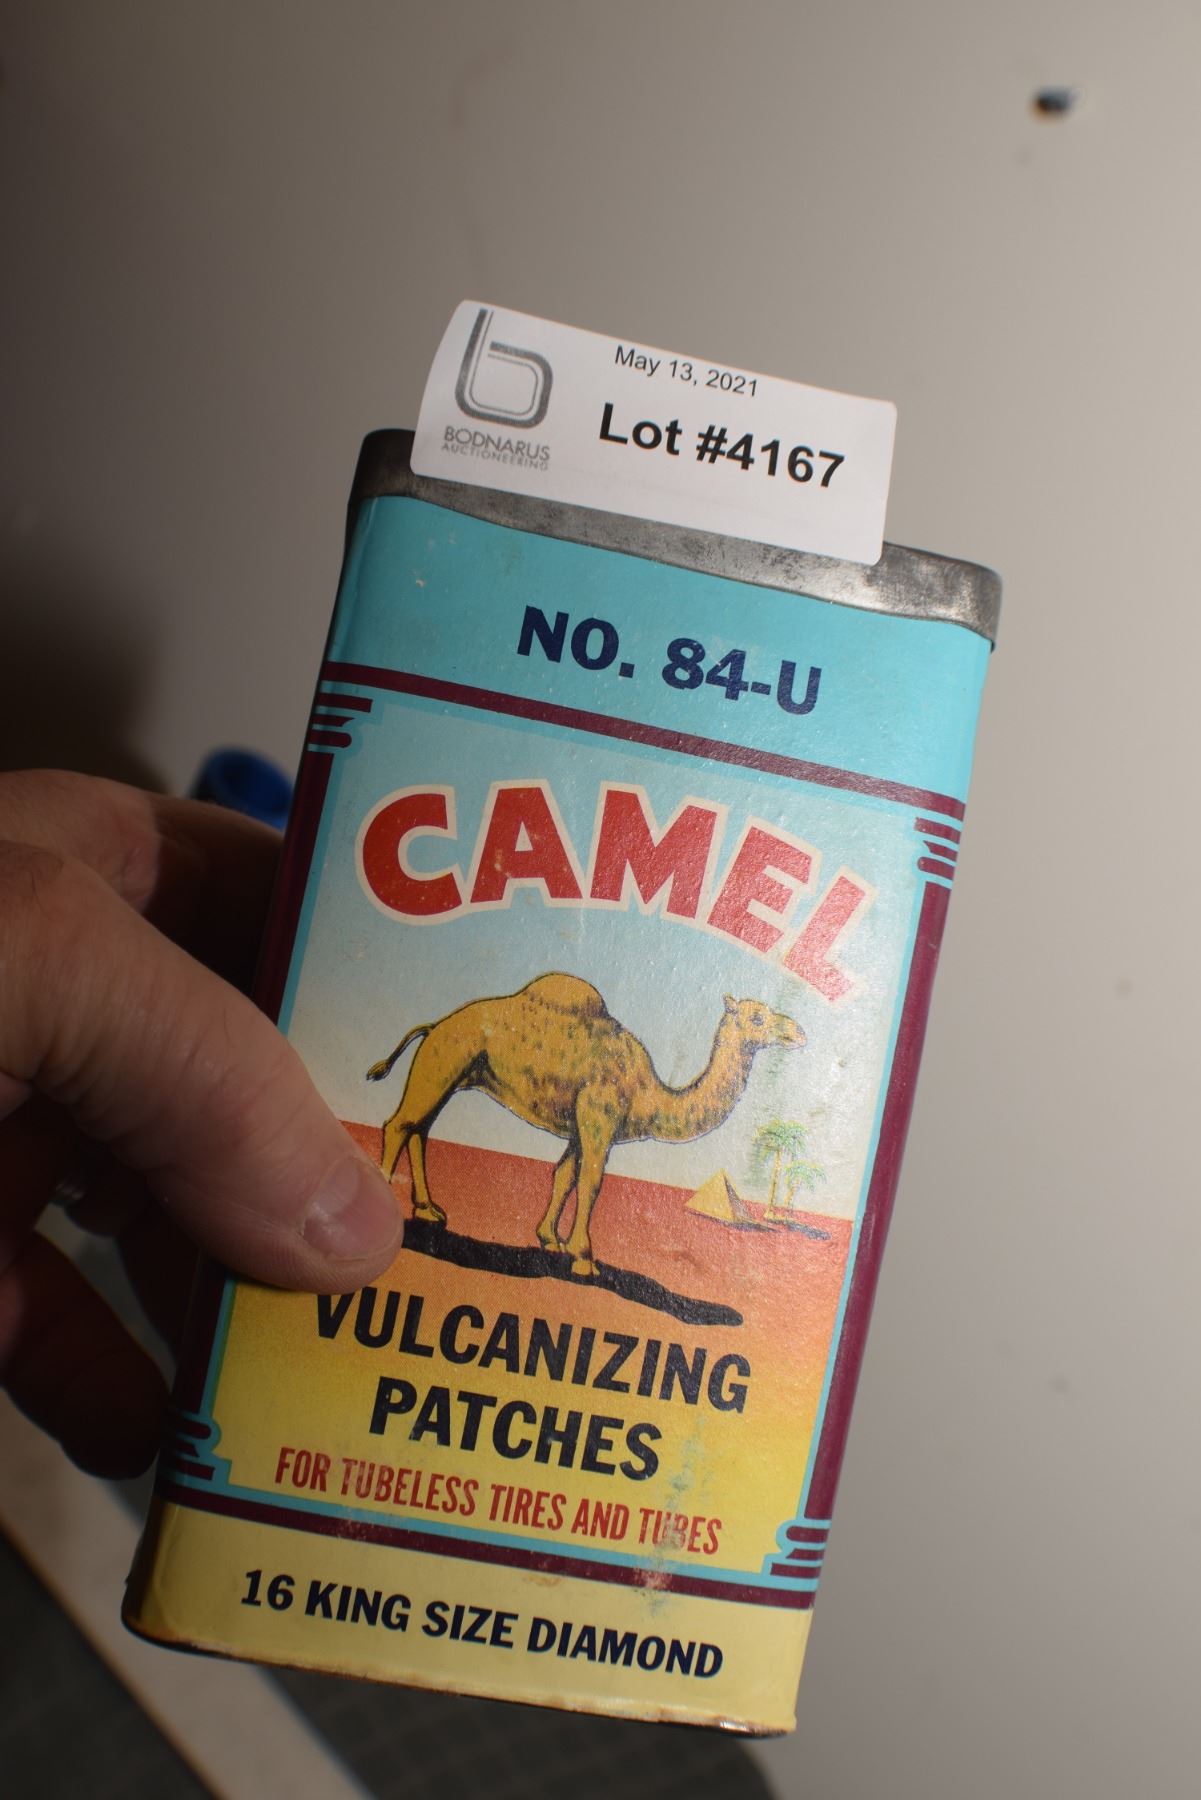 May 13, 2021
Lot #4167
BODNARUS
AUCTIONEERING
NO. 84-U
CAMEL
VULCANIZING
PATCHES
FOR TUBELESS TIRES AND TUBES
16 KING SIZE DIAMOND